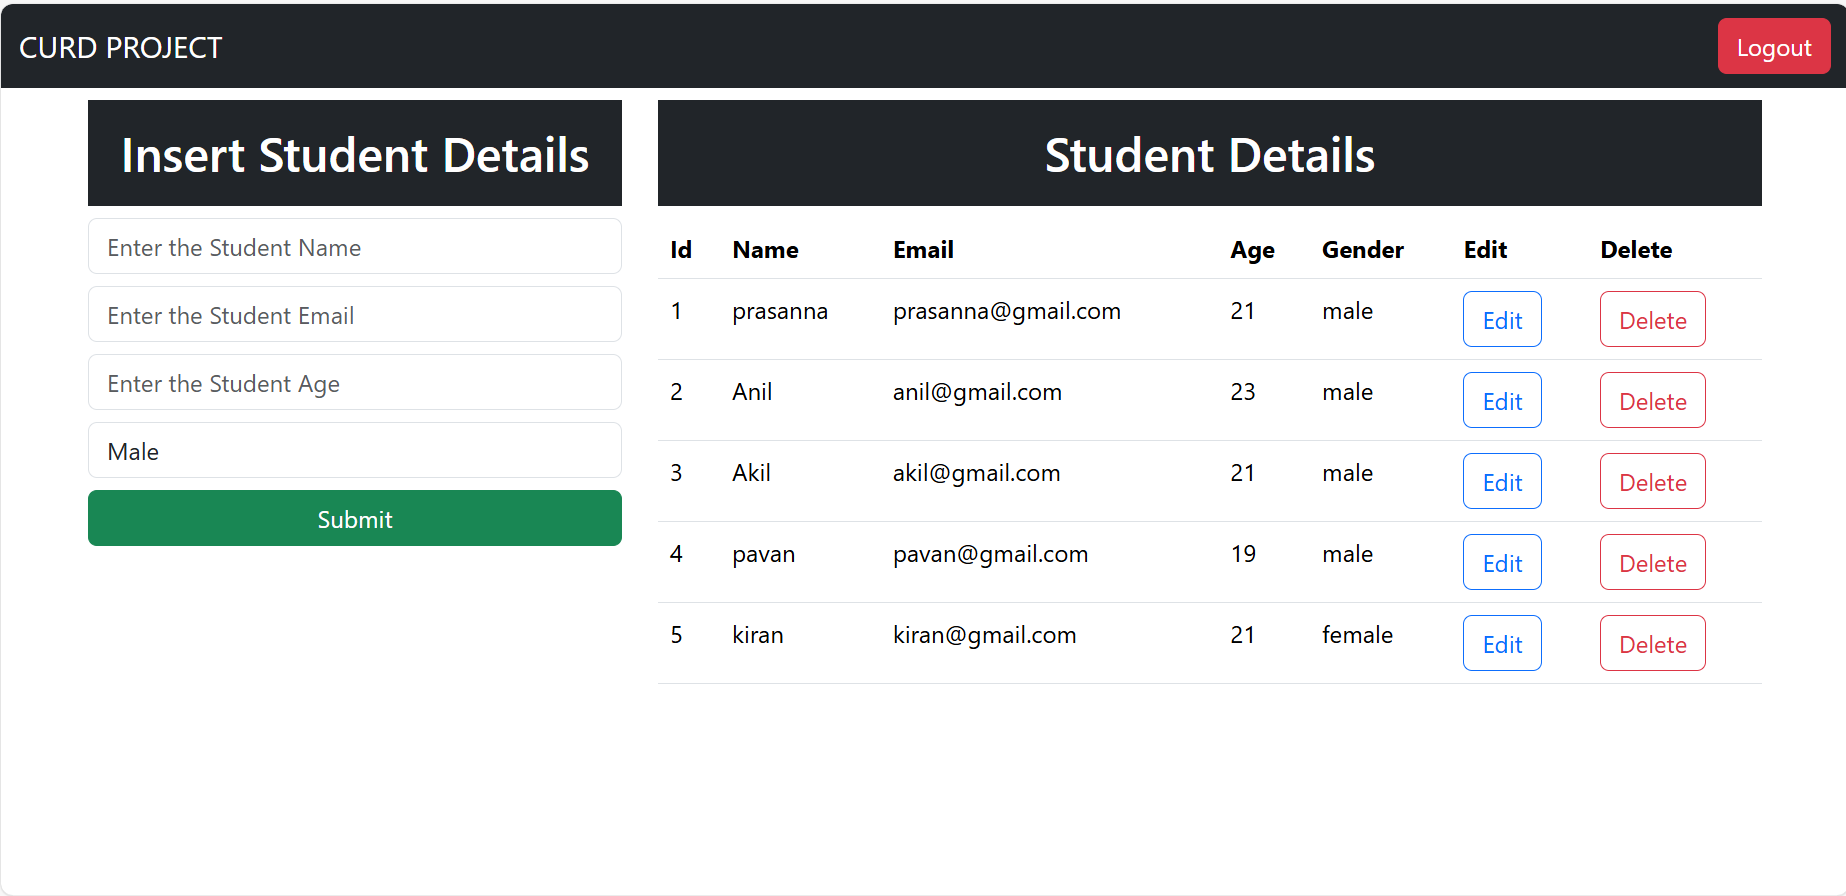 CURD PROJECT
Logout
Insert Student Details
Enter the Student Name
Enter the Student Email
Enter the Student Age
Male
Submit
Student Details
Id Name Email Age Gender Edit Delete
1 prasanna prasanna@gmail.com 21 male Edit Delete
2 Anil anil@gmail.com 23 male Edit Delete
3 Akil akil@gmail.com 21 male Edit Delete
4 pavan pavan@gmail.com 19 male Edit Delete
5 kiran kiran@gmail.com 21 female Edit Delete